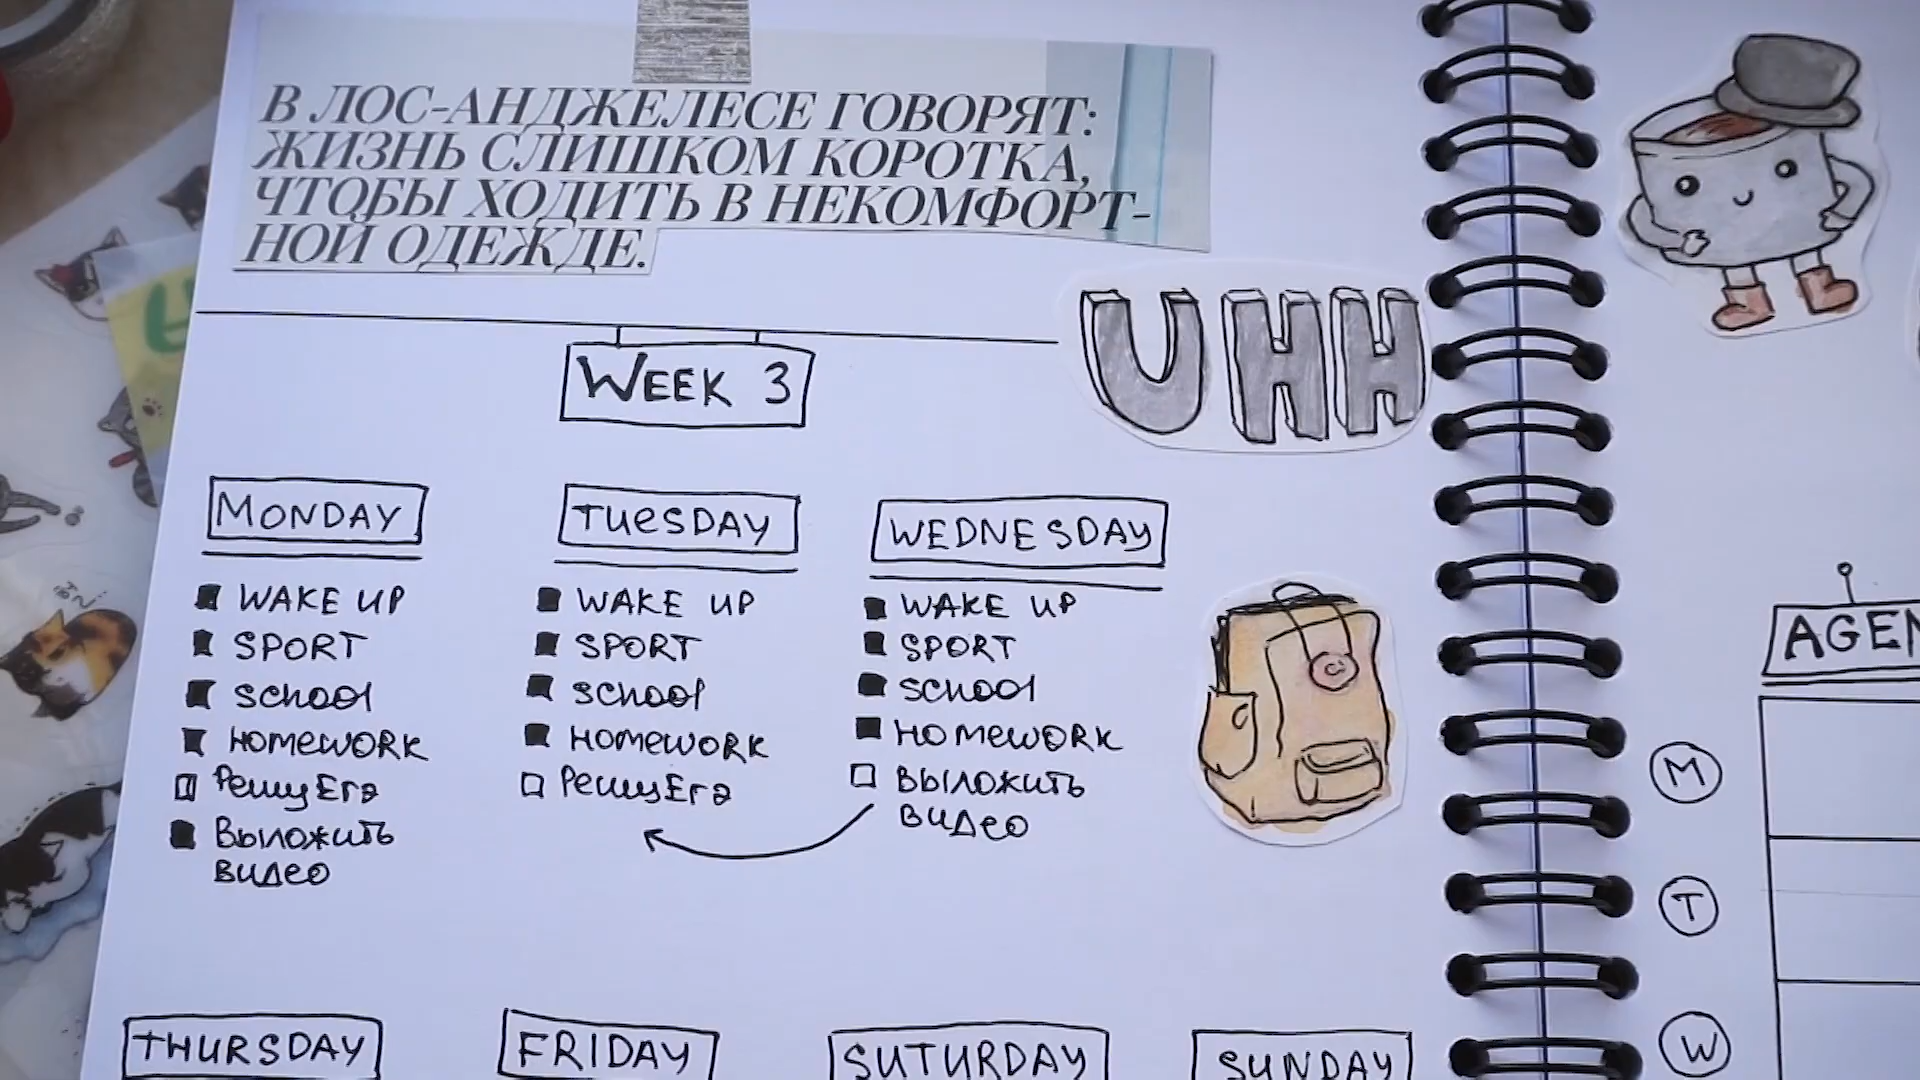 В ЛОС-АНДЖЕЛЕСЕ ГОВОРЯТ:
ЖИЗНЬ СЛИШКОМ КОРОТКА,
ЧТОБЫ ХОДИТЬ В НЕКОМФОРТ-
НОЙ ОДЕЖДЕ.
UHH
WEEK 3
MONDAY
WAKE UP
SPORT
SCHOOL
HOMEWORK
РешуЕгэ
Выложить
видео
TUeSDAY
WAKE UP
SPORT
SCHOOL
HOMEWORK
РешуЕгэ
WEDNESDAY
WAKE UP
SPORT
SCHOOL
HOMEWORK
Выложить
видео
THURSDAY
FRIDAY
SUTURDAY
SUNDAY
AGEN
M
T
W